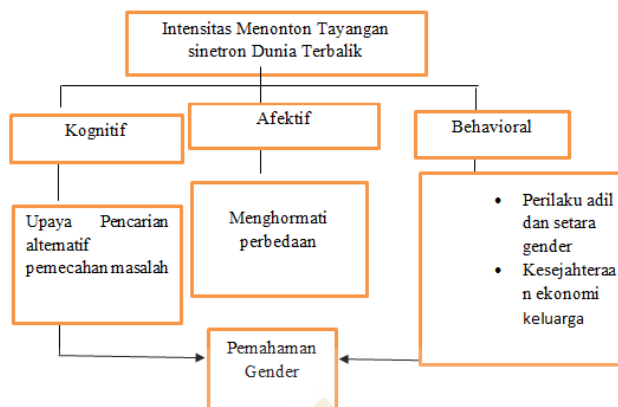 Intensitas Menonton Tayangan
sinetron Dunia Terbalik
Kognitif
Afektif
Behavioral
Upaya Pencarian
alternatif
pemecahan masalah
Menghormati
perbedaan
• Perilaku adil
dan setara
gender
• Kesejahteraa
n ekonomi
keluarga
Pemahaman
Gender